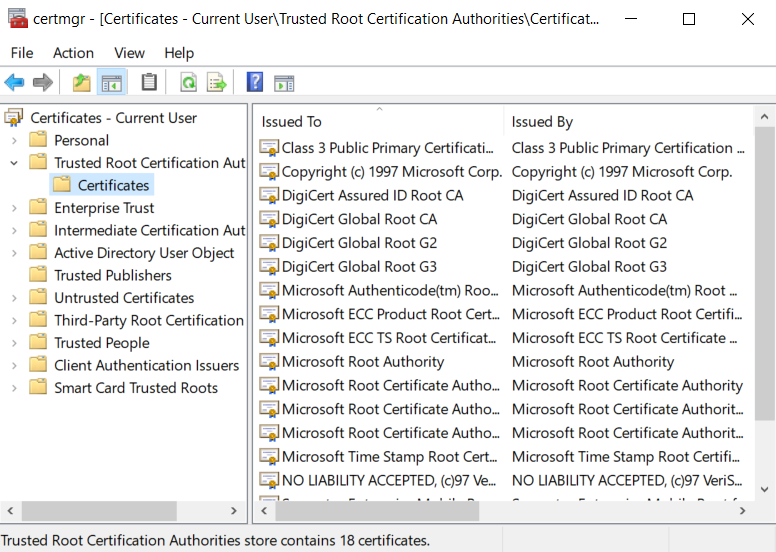 certmgr - [Certificates - Current User\Trusted Root Certification Authorities\Certificat...
File Action View Help
Certificates - Current User
Personal
Trusted Root Certification Aut
Certificates
Enterprise Trust
Intermediate Certification Aut
Active Directory User Object
Trusted Publishers
Untrusted Certificates
Third-Party Root Certification
Trusted People
Client Authentication Issuers
Smart Card Trusted Roots
Issued To Issued By
Class 3 Public Primary Certificati... Class 3 Public Primary Certification ...
Copyright (c) 1997 Microsoft Corp. Copyright (c) 1997 Microsoft Corp.
DigiCert Assured ID Root CA DigiCert Assured ID Root CA
DigiCert Global Root CA DigiCert Global Root CA
DigiCert Global Root G2 DigiCert Global Root G2
DigiCert Global Root G3 DigiCert Global Root G3
Microsoft Authenticode(tm) Roo... Microsoft Authenticode(tm) Root ...
Microsoft ECC Product Root Cert... Microsoft ECC Product Root Certifi...
Microsoft ECC TS Root Certificat... Microsoft ECC TS Root Certificate ...
Microsoft Root Authority Microsoft Root Authority
Microsoft Root Certificate Autho... Microsoft Root Certificate Authority
Microsoft Root Certificate Autho... Microsoft Root Certificate Authorit...
Microsoft Root Certificate Autho... Microsoft Root Certificate Authorit...
Microsoft Time Stamp Root Cert... Microsoft Time Stamp Root Certifi...
NO LIABILITY ACCEPTED, (c)97 Ve... NO LIABILITY ACCEPTED, (c)97 VeriS...
Trusted Root Certification Authorities store contains 18 certificates.